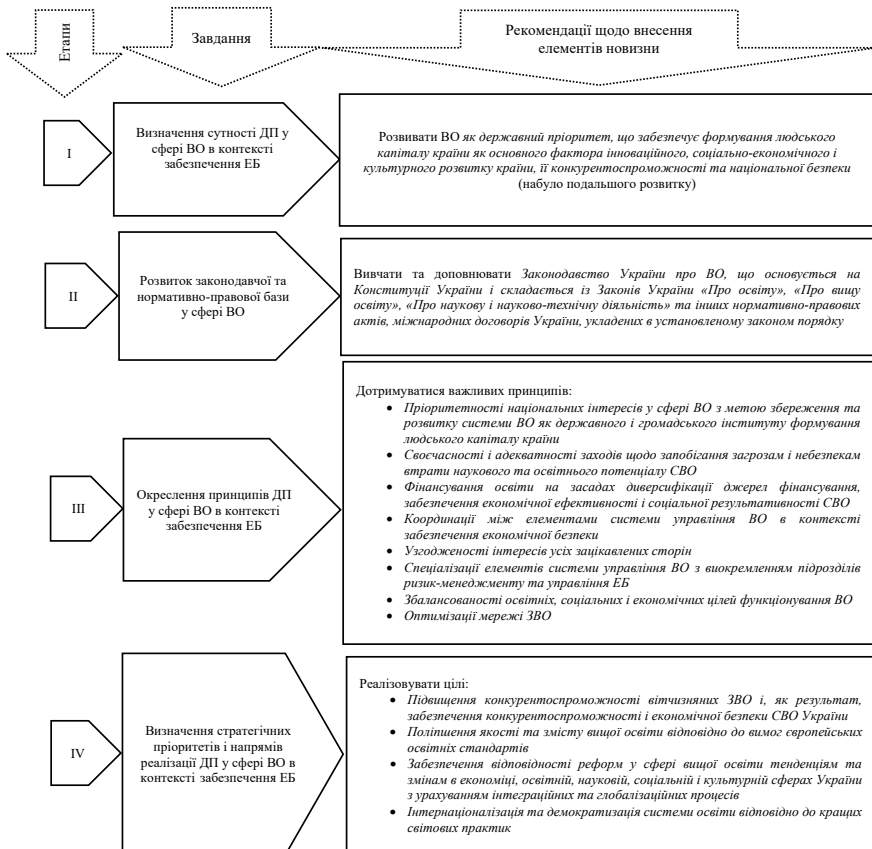 Етапи
Завдання
Рекомендації щодо внесення
елементів новизни
I
Визначення сутності ДП у
сфері ВО в контексті
забезпечення ЕБ
Розвивати ВО як державний пріоритет, що забезпечує формування людського
капіталу країни як основного фактора інноваційного, соціально-економічного і
культурного розвитку країни, її конкурентоспроможності та національної безпеки
(набуло подальшого розвитку)
II
Розвиток законодавчої та
нормативно-правової бази
у сфері ВО
Вивчати та доповнювати Законодавство України про ВО, що основується на
Конституції України і складається із Законів України «Про освіту», «Про вищу
освіту», «Про наукову і науково-технічну діяльність» та інших нормативно-правових
актів, міжнародних договорів України, укладених в установленому законом порядку
III
Окреслення принципів ДП
у сфері ВО в контексті
забезпечення ЕБ
Дотримуватися важливих принципів:
• Пріоритетності національних інтересів у сфері ВО з метою збереження та
розвитку системи ВО як державного і громадського інституту формування
людського капіталу країни
• Своєчасності і адекватності заходів щодо запобігання загрозам і небезпекам
втрати наукового та освітнього потенціалу СВО
• Фінансування освіти на засадах диверсифікації джерел фінансування,
забезпечення економічної ефективності і соціальної результативності СВО
• Координації між елементами системи управління ВО в контексті
забезпечення економічної безпеки
• Узгодженості інтересів усіх зацікавлених сторін
• Спеціалізації елементів системи управління ВО з виокремленням підрозділів
ризик-менеджменту та управління ЕБ
• Збалансованості освітніх, соціальних і економічних цілей функціонування ВО
• Оптимізації мережі ЗВО
IV
Визначення стратегічних
пріоритетів і напрямів
реалізації ДП у сфері ВО в
контексті забезпечення ЕБ
Реалізовувати цілі:
• Підвищення конкурентоспроможності вітчизняних ЗВО і, як результат,
забезпечення конкурентоспроможності і економічної безпеки СВО України
• Поліпшення якості та змісту вищої освіти відповідно до вимог європейських
освітніх стандартів
• Забезпечення відповідності реформ у сфері вищої освіти тенденціям та
змінам в економіці, освітній, науковій, соціальній і культурній сферах України
з урахуванням інтеграційних та глобалізаційних процесів
• Інтернаціоналізація та демократизація системи освіти відповідно до кращих
світових практик